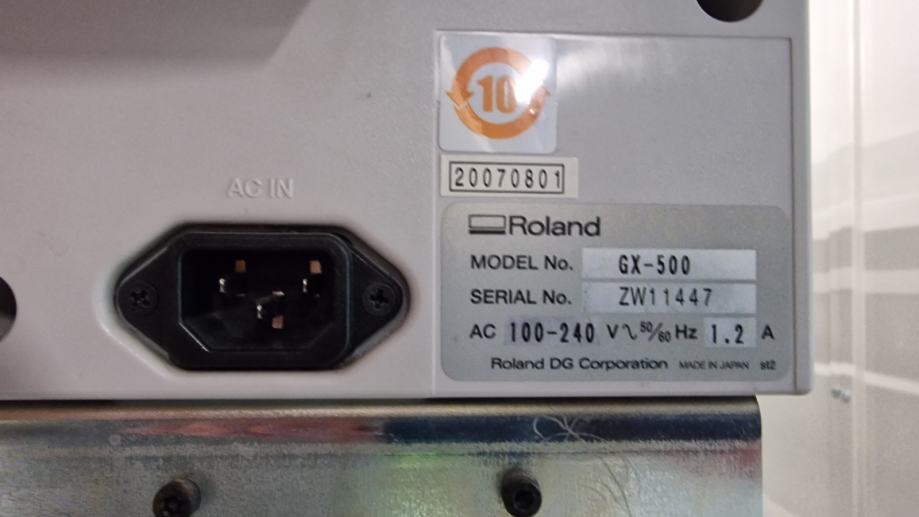 10
20070801
AC IN
Roland
MODEL No. GX-500
SERIAL No. ZW11447
AC 100-240 V∿ 50/60 Hz 1.2 A
Roland DG Corporation MADE IN JAPAN st2